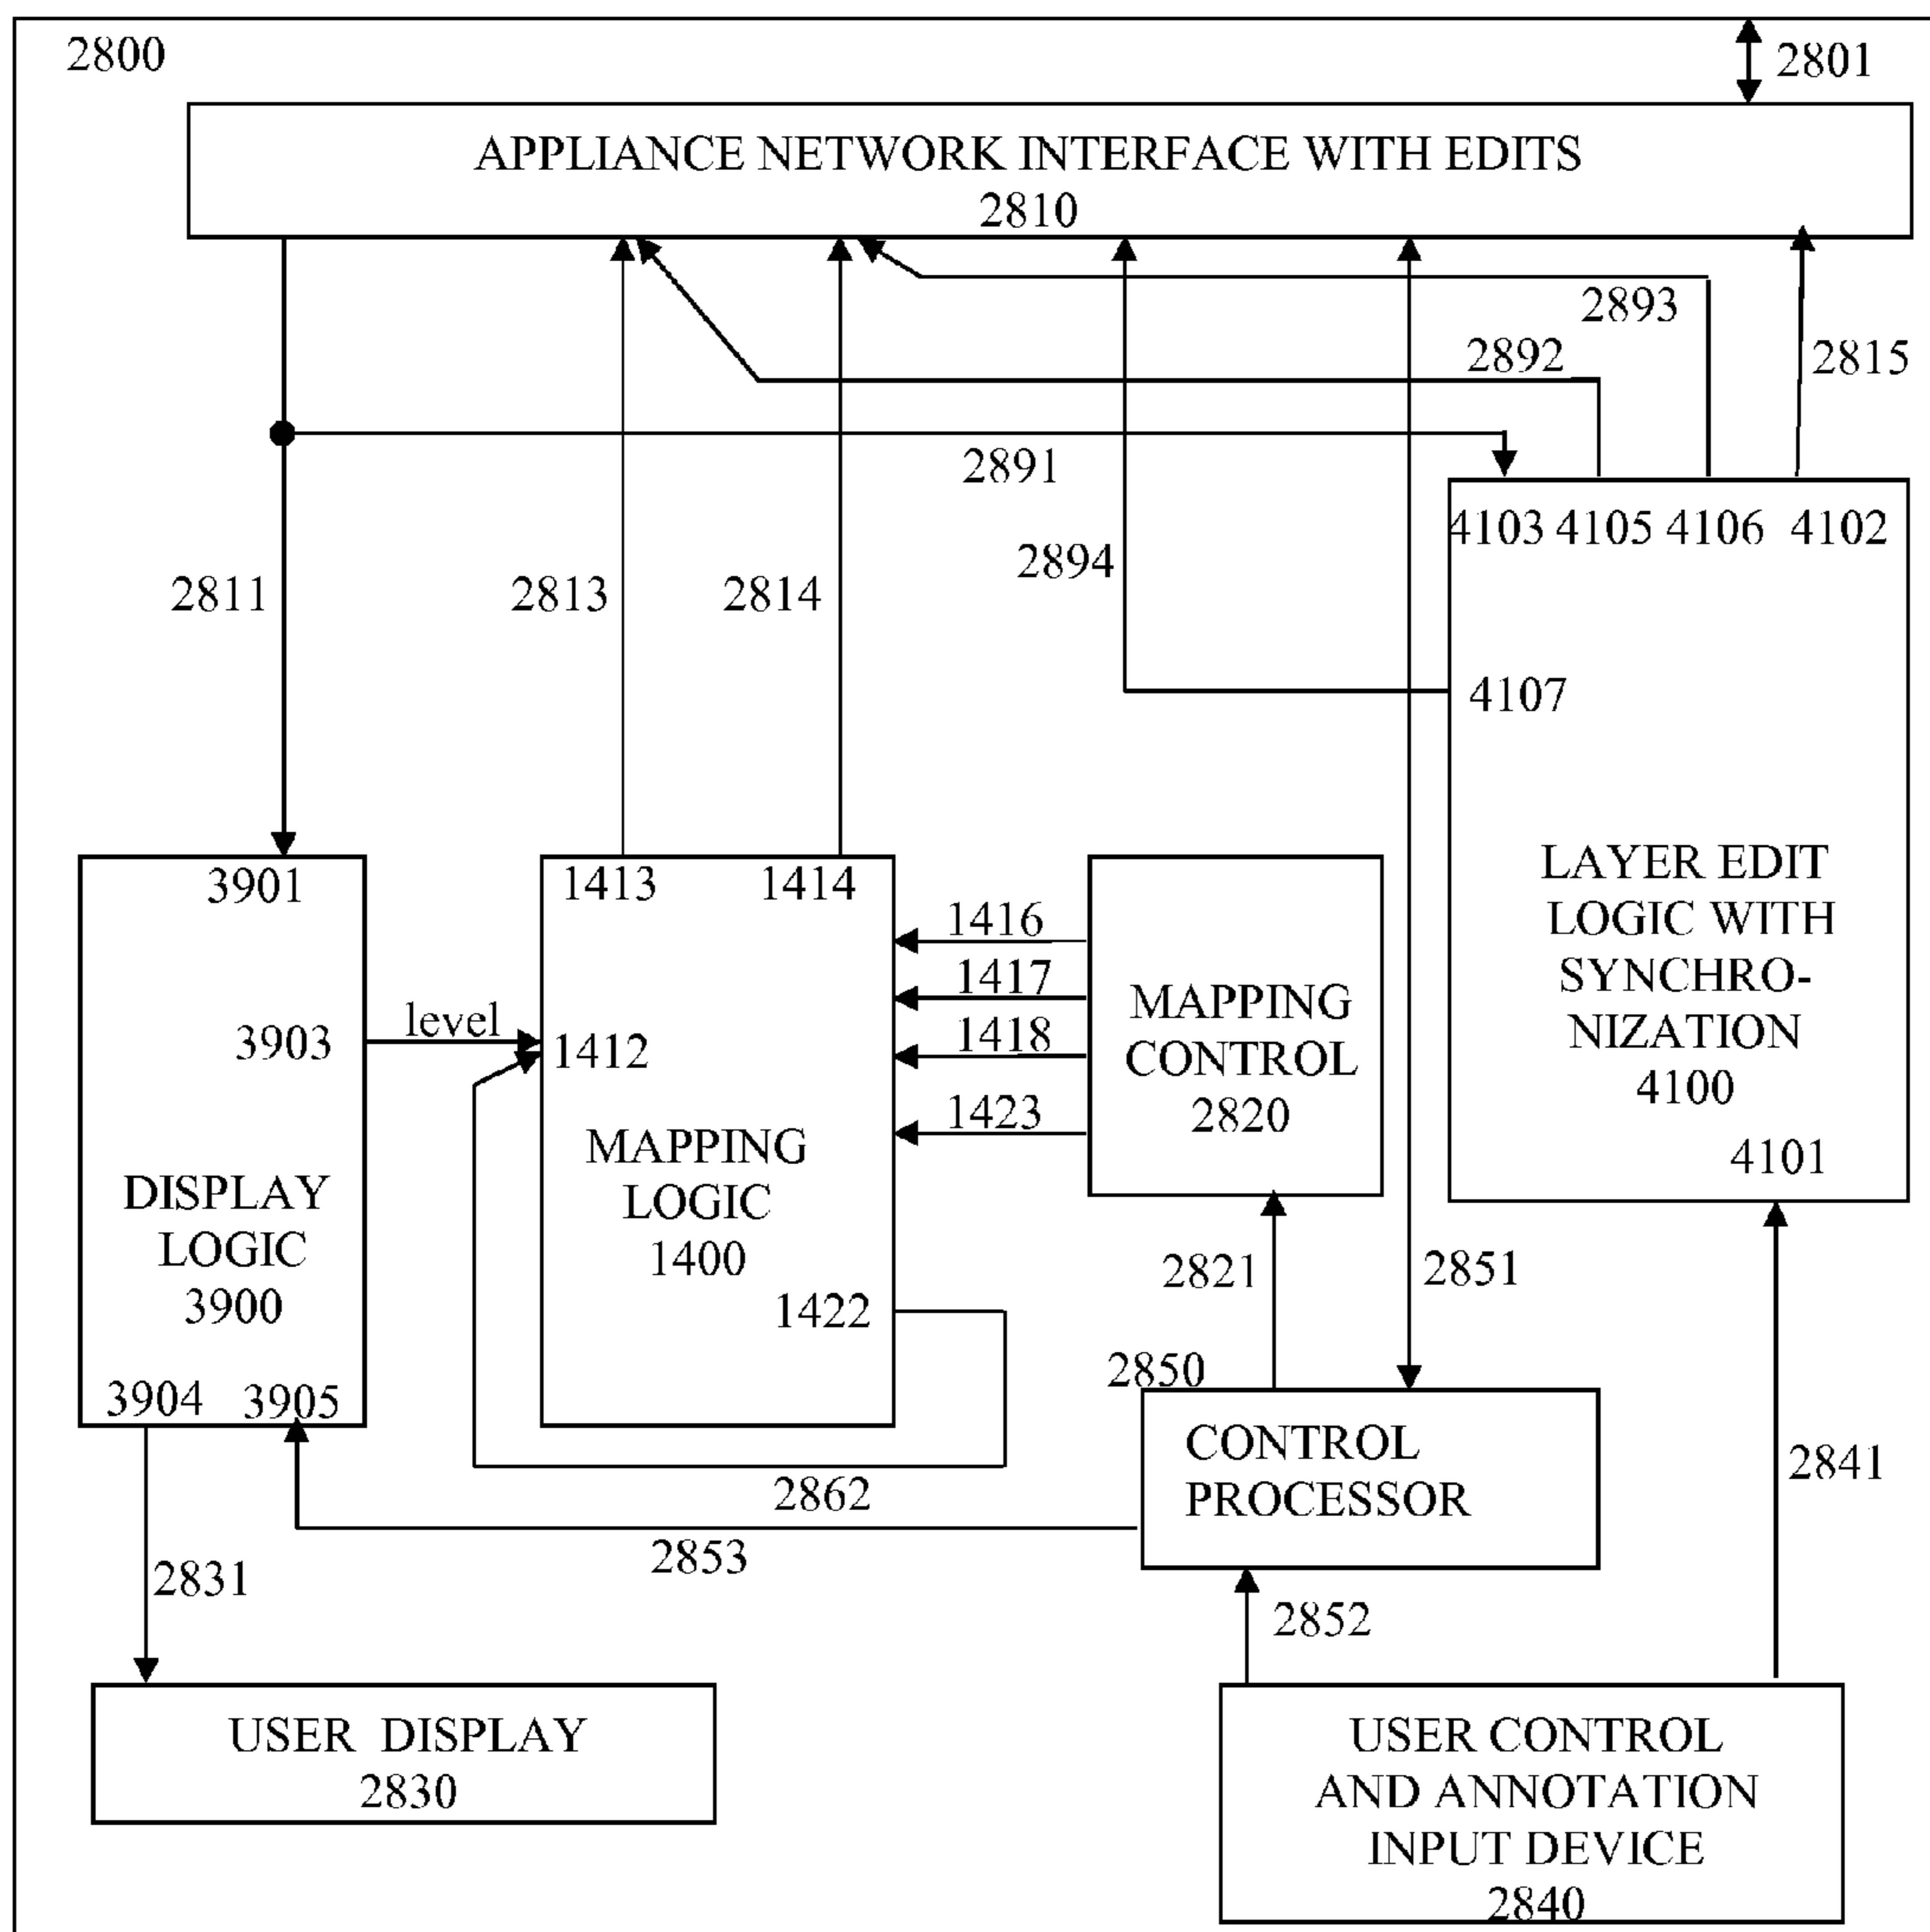 2800
2801
APPLIANCE NETWORK INTERFACE WITH EDITS
2810
2893
2892
2815
2891
4103 4105 4106 4102
2894
2811
2813
2814
4107
3901
1413
1414
LAYER EDIT
LOGIC WITH
SYNCHRO-
NIZATION
4100
4101
1416
1417
1418
1423
MAPPING
CONTROL
2820
level
3903
1412
MAPPING
LOGIC
1400
DISPLAY
LOGIC
3900
1422
2821
2851
2850
3904
3905
CONTROL
PROCESSOR
2841
2862
2853
2831
2852
USER DISPLAY
2830
USER CONTROL
AND ANNOTATION
INPUT DEVICE
2840